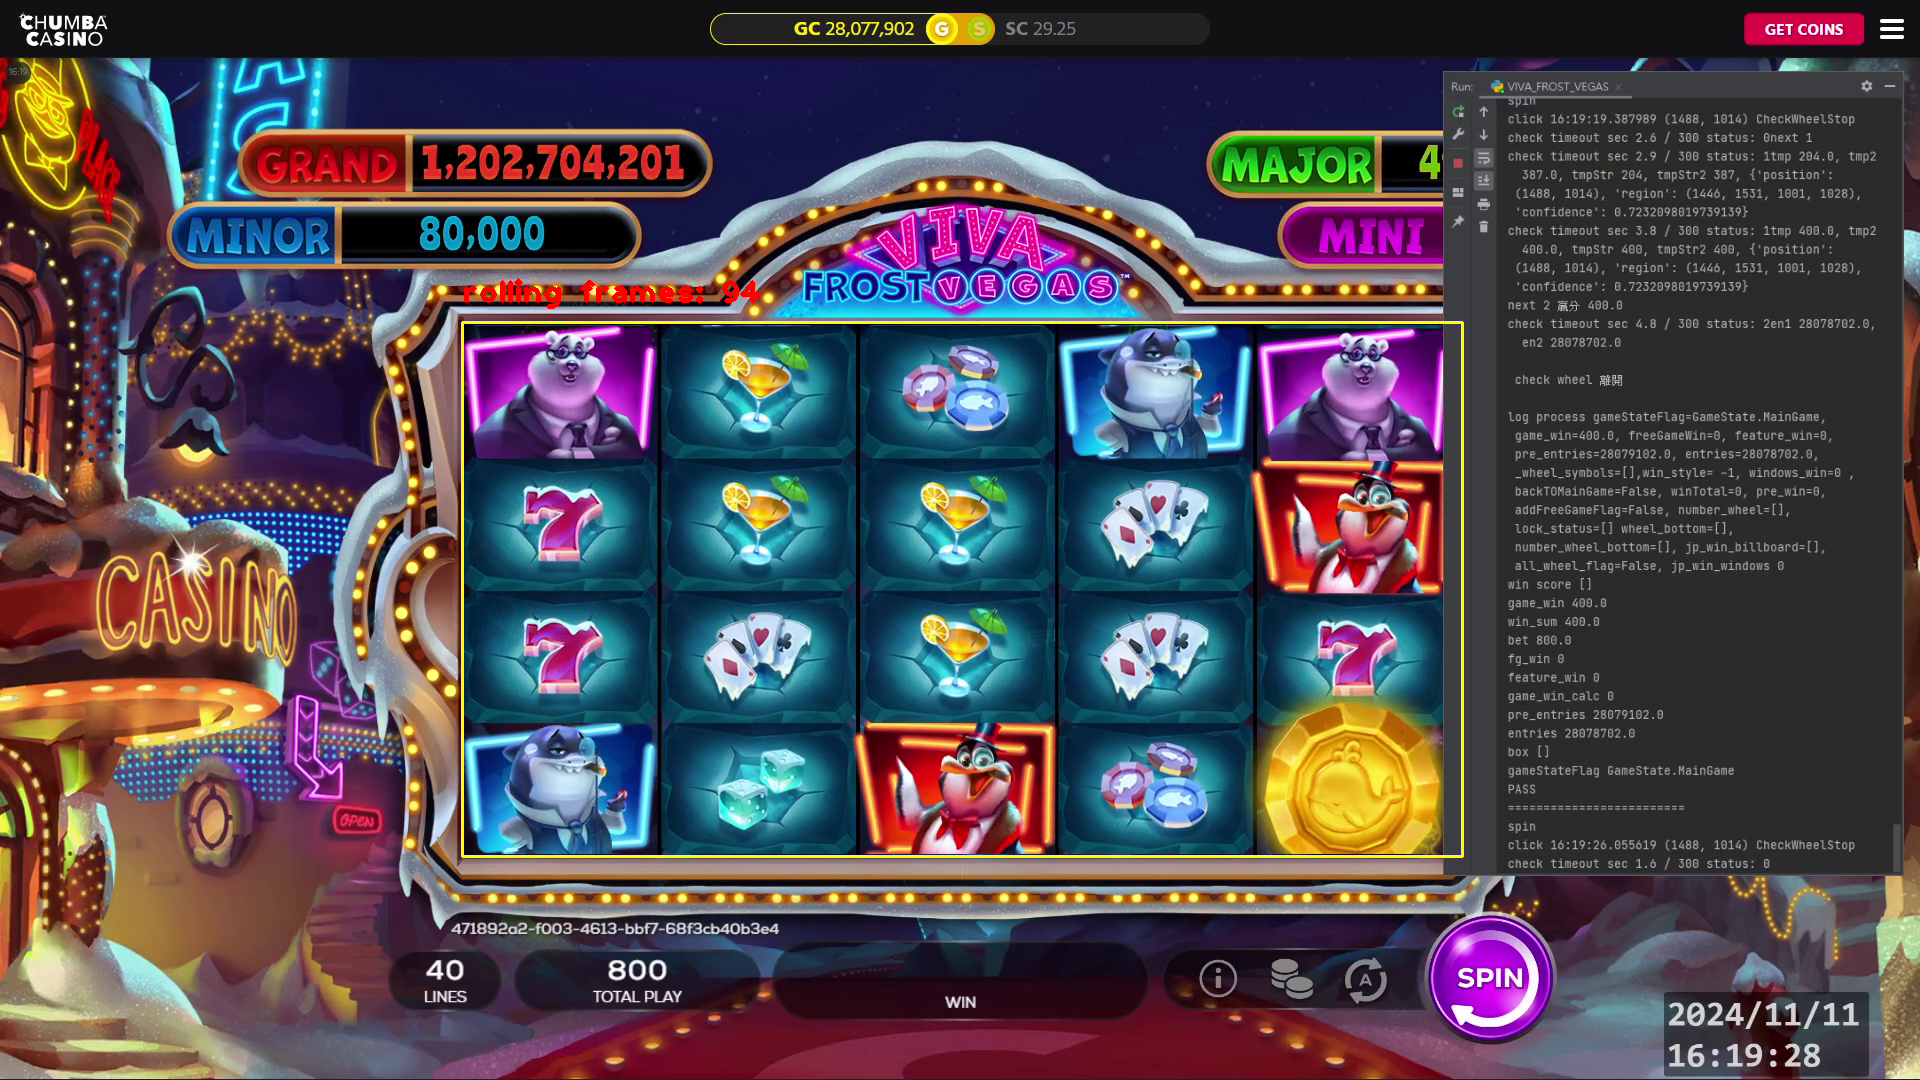 CHUMBA
CASINO
GC 28,077,902
G
S
SC 29.25
GET COINS
16:19
PLACE
GRAND 1,202,704,201
MAJOR 4
MINOR 80,000
MINI
VIVA
FROST VEGAS™
rolling frames: 94
CASINO
OPEN
471892a2-f003-4613-bbf7-68f3cb40b3e4
40
LINES
800
TOTAL PLAY
WIN
A
SPIN
Run: VIVA_FROST_VEGAS
spin
click 16:19:19.387989 (1488, 1014) CheckWheelStop
check timeout sec 2.6 / 300 status: 0next 1
check timeout sec 2.9 / 300 status: 1tmp 204.0, tmp2
387.0, tmpStr 204, tmpStr2 387, {'position':
(1488, 1014), 'region': (1446, 1531, 1001, 1028),
'confidence': 0.7232098019739139}
check timeout sec 3.8 / 300 status: 1tmp 400.0, tmp2
400.0, tmpStr 400, tmpStr2 400, {'position':
(1488, 1014), 'region': (1446, 1531, 1001, 1028),
'confidence': 0.7232098019739139}
next 2 贏分 400.0
check timeout sec 4.8 / 300 status: 2en1 28078702.0,
en2 28078702.0
check wheel 離開
log process gameStateFlag=GameState.MainGame,
game_win=400.0, freeGameWin=0, feature_win=0,
pre_entries=28079102.0, entries=28078702.0,
_wheel_symbols=[],win_style= -1, windows_win=0 ,
backTOMainGame=False, winTotal=0, pre_win=0,
addFreeGameFlag=False, number_wheel=[],
lock_status=[] wheel_bottom=[],
number_wheel_bottom=[], jp_win_billboard=[],
all_wheel_flag=False, jp_win_windows 0
win score []
game_win 400.0
win_sum 400.0
bet 800.0
fg_win 0
feature_win 0
game_win_calc 0
pre_entries 28079102.0
entries 28078702.0
box []
gameStateFlag GameState.MainGame
PASS
=========================
spin
click 16:19:26.055619 (1488, 1014) CheckWheelStop
check timeout sec 1.6 / 300 status: 0
2024/11/11
16:19:28